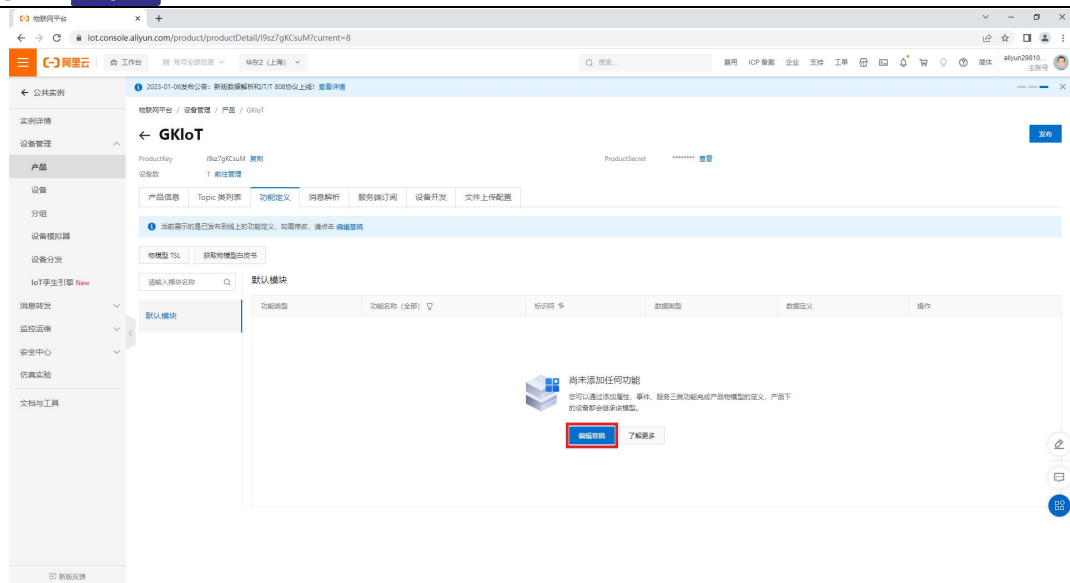 物联网平台
iot.console.aliyun.com/product/productDetail/i9sz7gKCsuM?current=8
阿里云 工作台 账号全部资源 华东2（上海） 搜索... 费用 ICP 备案 企业 支持 工单 简体 aliyun29810...
主账号
公共实例
2023-01-06发布公告：新版数据解析和JT/T 808协议上线！查看详情
物联网平台 / 设备管理 / 产品 / GKIoT
实例详情
设备管理
GKIoT
发布
ProductKey i9sz7gKCsuM 复制
ProductSecret ******** 查看
设备数 1 前往管理
产品
设备
分组
设备模拟器
设备分发
IoT孪生引擎 New
消息转发
监控运维
安全中心
仿真实验
文档与工具
产品信息 Topic 类列表 功能定义 消息解析 服务端订阅 设备开发 文件上传配置
当前展示的是已发布到线上的功能定义，如需修改，请点击 编辑草稿
物模型 TSL 获取物模型白皮书
请输入模块名称
默认模块
默认模块
功能类型 功能名称（全部） 标识符 数据类型 数据定义 操作
尚未添加任何功能
您可以通过添加属性、事件、服务三类功能完成产品物模型的定义，产品下
的设备都会继承该模型。
编辑草稿 了解更多
新版反馈